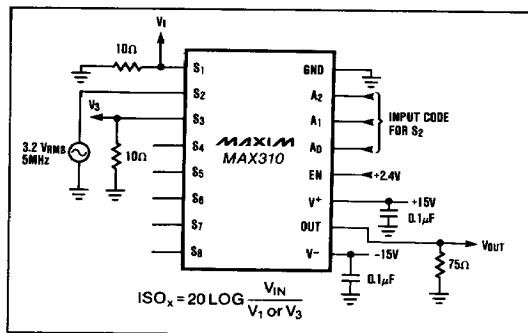 V₁
10Ω
S₁
GND
V₃
S₂
A₂
S₃
A₁
INPUT CODE
FOR S₂
3.2 VRMS
5MHz
10Ω
S₄
MAXIM
MAX310
A₀
S₅
EN
+2.4V
S₆
V⁺
+15V
0.1µF
S₇
OUT
VOUT
S₈
V⁻
-15V
0.1µF
75Ω
ISOₓ = 20 LOG VIN / V₁ or V₃